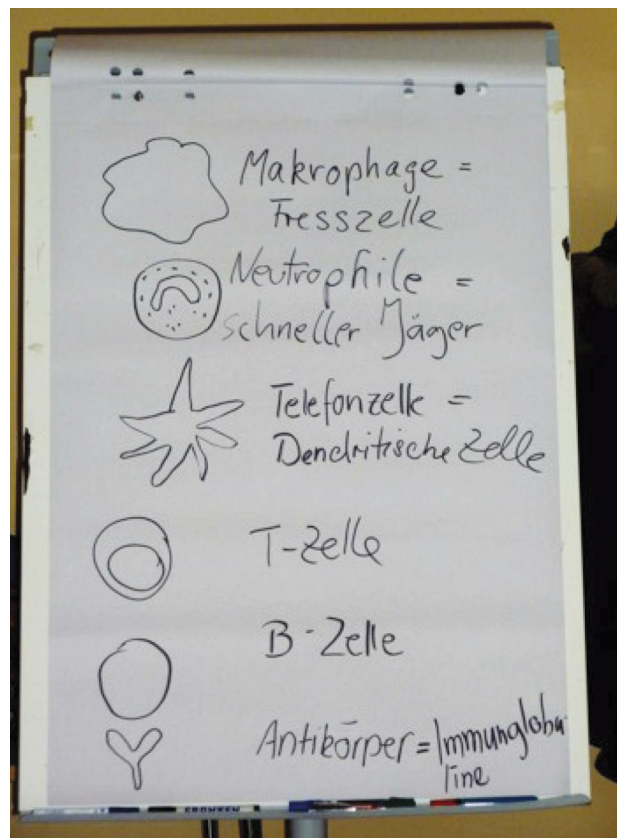 Makrophage =
Fresszelle
Neutrophile =
schneller Jäger
Telefonzelle =
Dendritische Zelle
T-Zelle
B-Zelle
Antikörper = Immunglobu-
line